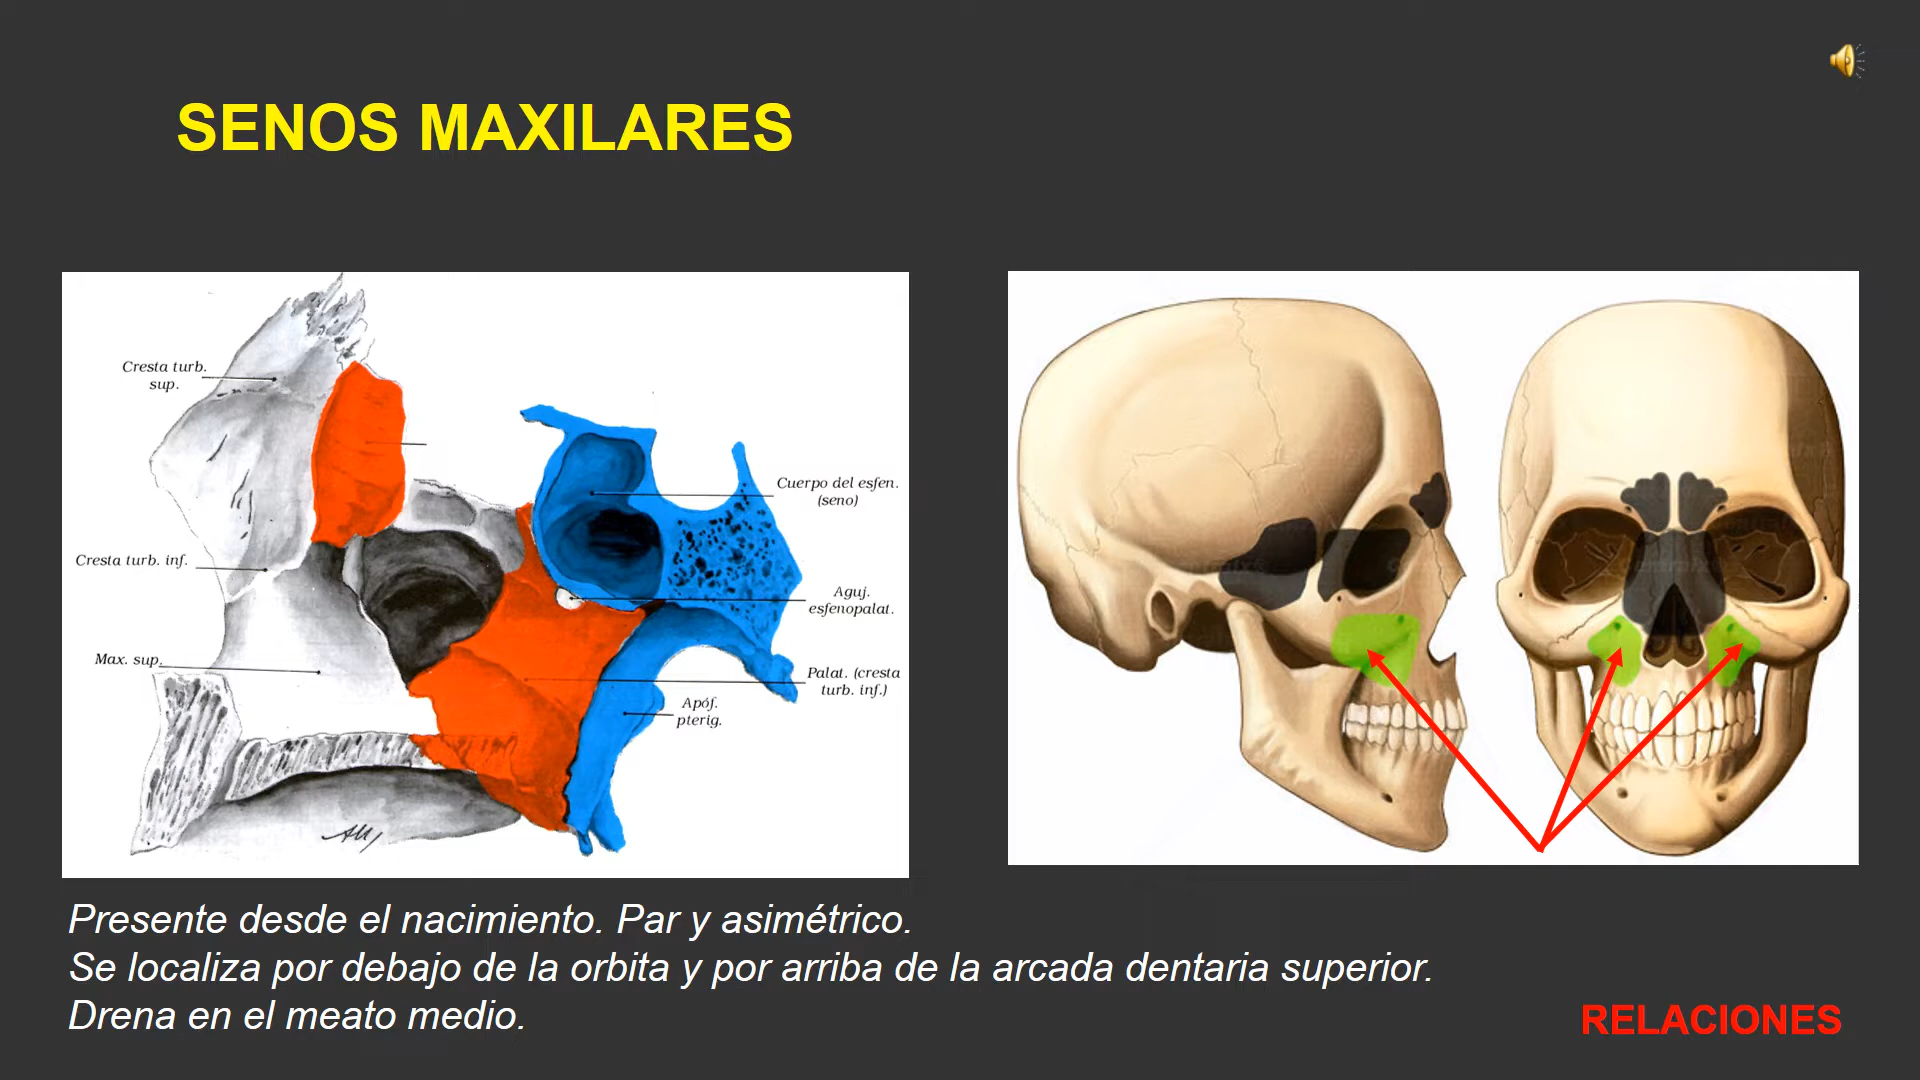 SENOS MAXILARES
Cresta turb.
sup.
Cresta turb. inf.
Max. sup.
Cuerpo del esfen.
(seno)
Aguj.
esfenopalat.
Palat. (cresta
turb. inf.)
Apóf.
pterig.
Presente desde el nacimiento. Par y asimétrico.
Se localiza por debajo de la orbita y por arriba de la arcada dentaria superior.
Drena en el meato medio.
RELACIONES